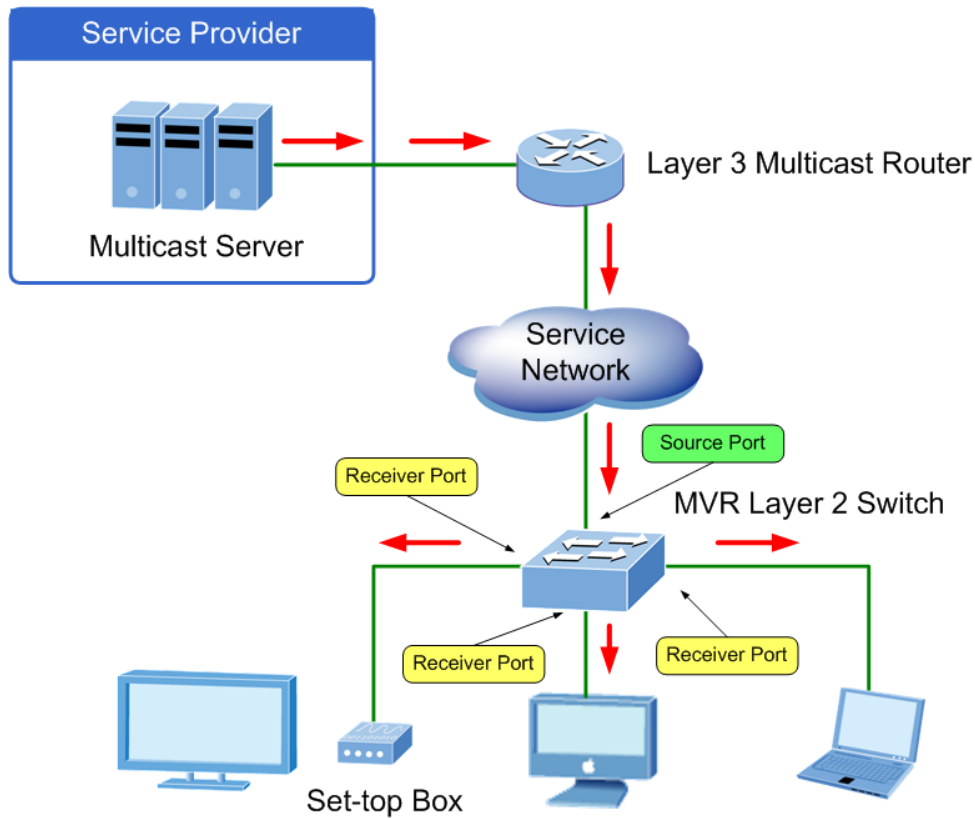 Service Provider
Multicast Server
Layer 3 Multicast Router
Service
Network
Source Port
Receiver Port
MVR Layer 2 Switch
Receiver Port
Receiver Port
Set-top Box